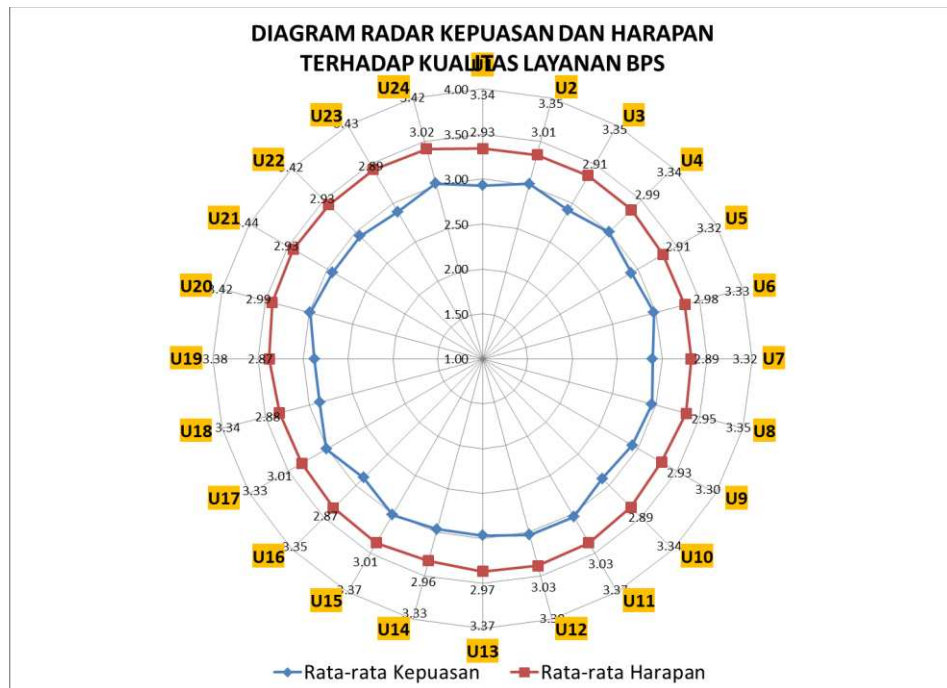 DIAGRAM RADAR KEPUASAN DAN HARAPAN
TERHADAP KUALITAS LAYANAN BPS
U1
U2
U3
U4
U5
U6
U7
U8
U9
U10
U11
U12
U13
U14
U15
U16
U17
U18
U19
U20
U21
U22
U23
U24
4.00
3.50
3.00
2.50
2.00
1.50
1.00
3.34
3.35
3.35
3.34
3.32
3.33
3.32
3.35
3.30
3.34
3.37
3.37
3.33
3.37
3.35
3.33
3.34
3.38
3.42
.44
.42
.43
3.42
2.93
3.01
2.91
2.99
2.91
2.98
2.89
2.95
2.93
2.89
3.03
3.03
2.97
2.96
3.01
2.87
3.01
2.88
2.87
2.99
2.93
2.93
2.89
3.02
Rata-rata Kepuasan
Rata-rata Harapan